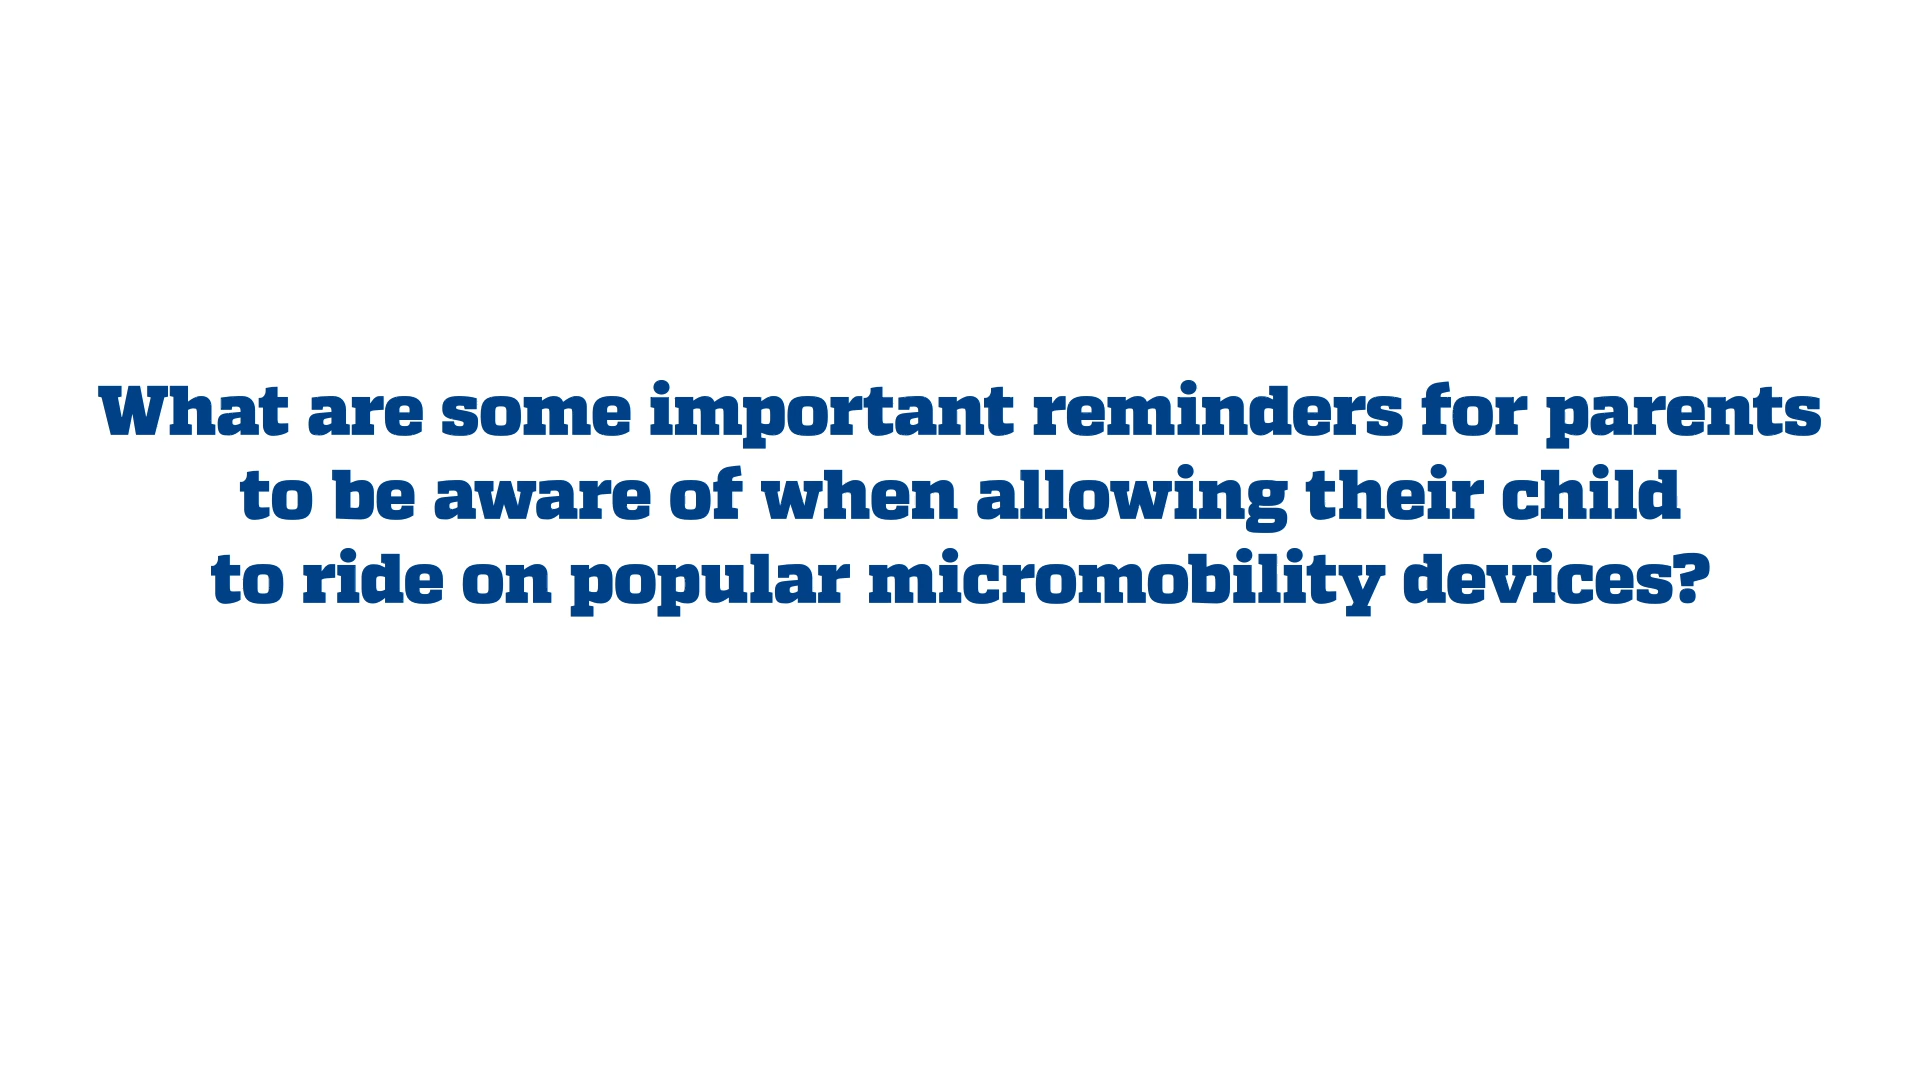 What are some important reminders for parents
to be aware of when allowing their child
to ride on popular micromobility devices?